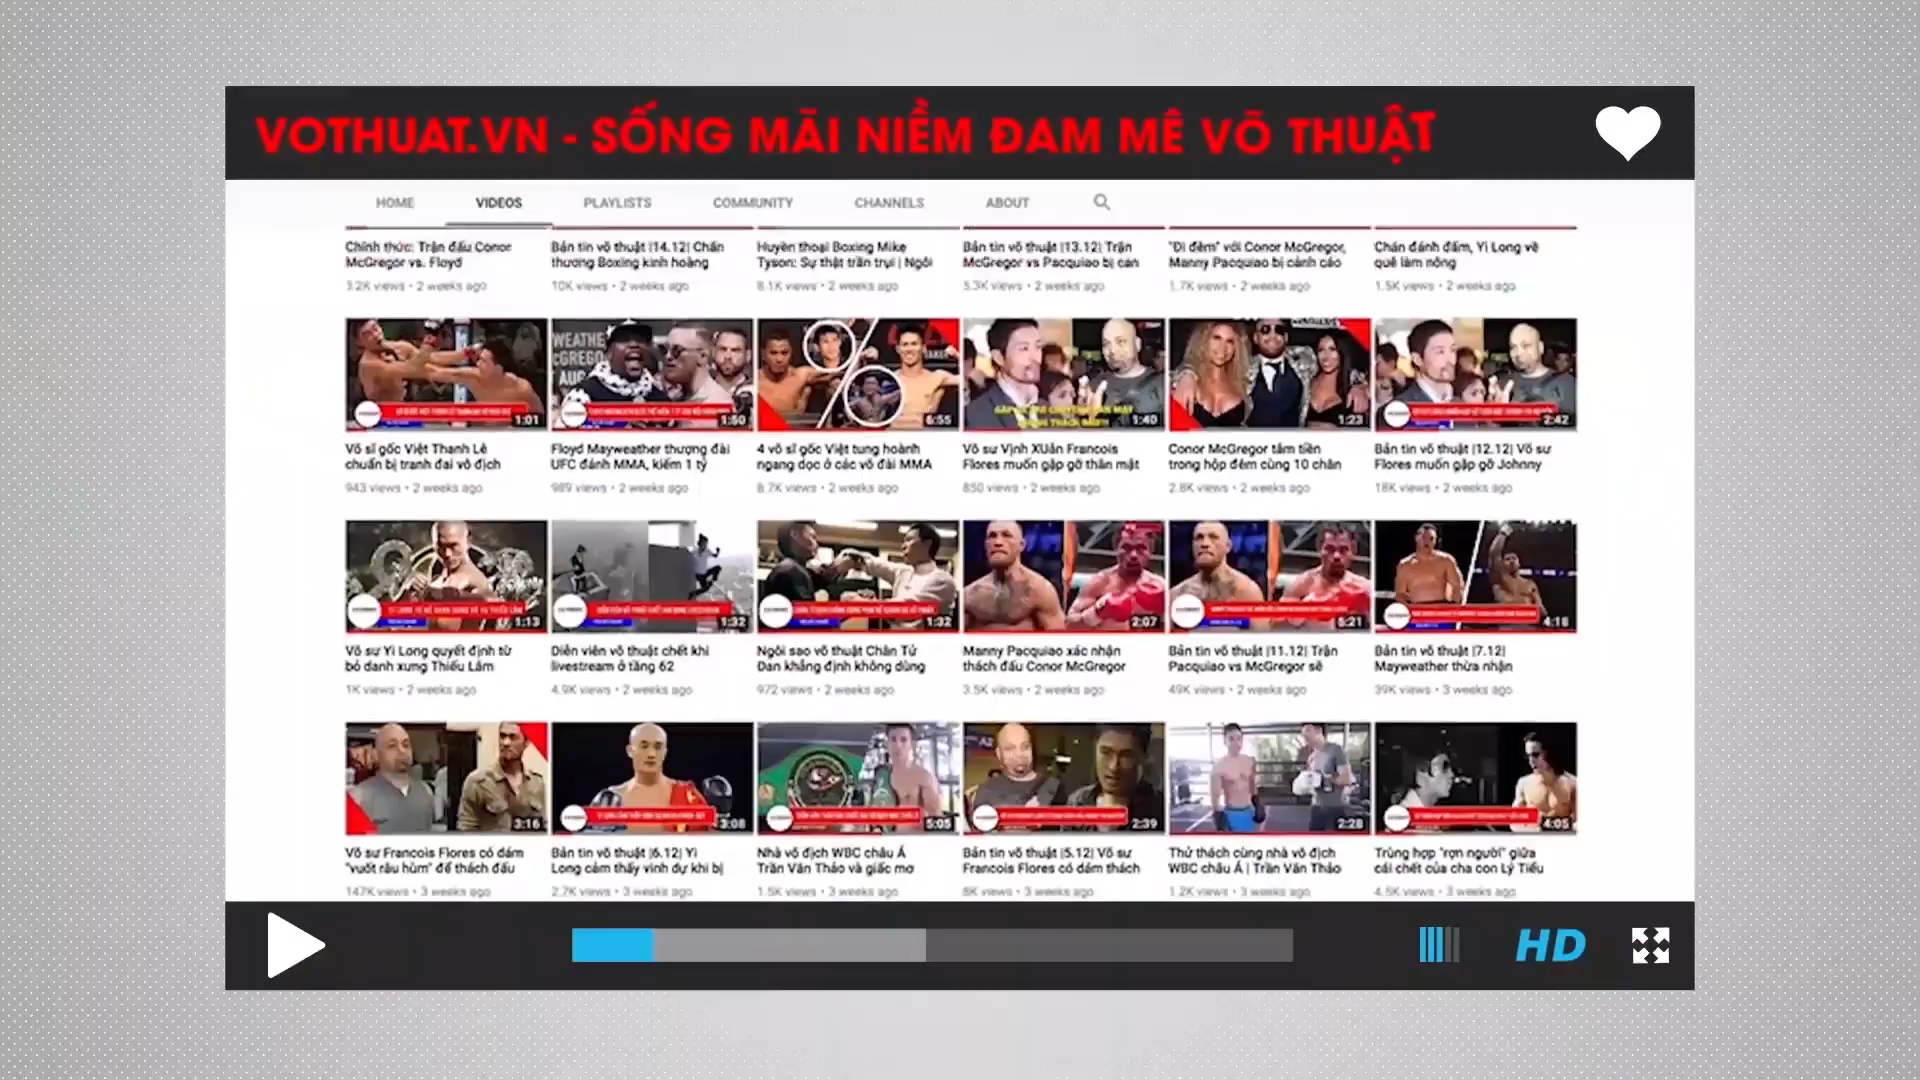 VOTHUAT.VN - SỐNG MÃI NIỀM ĐAM MÊ VÕ THUẬT
HOME VIDEOS PLAYLISTS COMMUNITY CHANNELS ABOUT
Chính thức: Trận đấu Conor
McGregor vs. Floyd
3.2K views • 2 weeks ago
Bản tin võ thuật |14.12| Chấn
thương Boxing kinh hoàng
10K views • 2 weeks ago
Huyền thoại Boxing Mike
Tyson: Sự thật trần trụi | Ngôi
8.1K views • 2 weeks ago
Bản tin võ thuật |13.12| Trận
McGregor vs Pacquiao bị can
5.3K views • 2 weeks ago
"Đi đêm" với Conor McGregor,
Manny Pacquiao bị cảnh cáo
1.7K views • 2 weeks ago
Chán đánh đấm, Yi Long về
quê làm nông
1.5K views • 2 weeks ago
1:01
Võ sĩ gốc Việt Thanh Lê
chuẩn bị tranh đai vô địch
943 views • 2 weeks ago
1:50
Floyd Mayweather thượng đài
UFC đánh MMA, kiếm 1 tỷ
989 views • 2 weeks ago
6:55
4 võ sĩ gốc Việt tung hoành
ngang dọc ở các võ đài MMA
8.7K views • 2 weeks ago
1:40
Võ sư Vịnh XUân Francois
Flores muốn gặp gỡ thân mật
850 views • 2 weeks ago
1:23
Conor McGregor tắm tiên
trong hộp đêm cùng 10 chân
2.8K views • 2 weeks ago
2:42
Bản tin võ thuật |12.12| Võ sư
Flores muốn gặp gỡ Johnny
18K views • 2 weeks ago
1:13
Võ sư Yi Long quyết định từ
bỏ danh xưng Thiếu Lâm
1K views • 2 weeks ago
1:32
Diễn viên võ thuật chết khi
livestream ở tầng 62
4.9K views • 2 weeks ago
1:32
Ngôi sao võ thuật Chân Tử
Đan khẳng định không dùng
972 views • 2 weeks ago
2:07
Manny Pacquiao xác nhận
thách đấu Conor McGregor
3.5K views • 2 weeks ago
5:21
Bản tin võ thuật |11.12| Trận
Pacquiao vs McGregor sẽ
49K views • 2 weeks ago
4:18
Bản tin võ thuật |7.12|
Mayweather thừa nhận
39K views • 3 weeks ago
3:16
Võ sư Francois Flores có dám
"vuốt râu hùm" để thách đấu
147K views • 3 weeks ago
3:08
Bản tin võ thuật |6.12| Yi
Long cảm thấy vinh dự khi bị
2.7K views • 3 weeks ago
5:05
Nhà vô địch WBC châu Á
Trần Văn Thảo và giấc mơ
1.5K views • 3 weeks ago
2:39
Bản tin võ thuật |5.12| Võ sư
Francois Flores có dám thách
8K views • 3 weeks ago
2:28
Thử thách cùng nhà vô địch
WBC châu Á | Trần Văn Thảo
1.2K views • 3 weeks ago
4:05
Trùng hợp "rợn người" giữa
cái chết của cha con Lý Tiểu
4.5K views • 3 weeks ago
HD